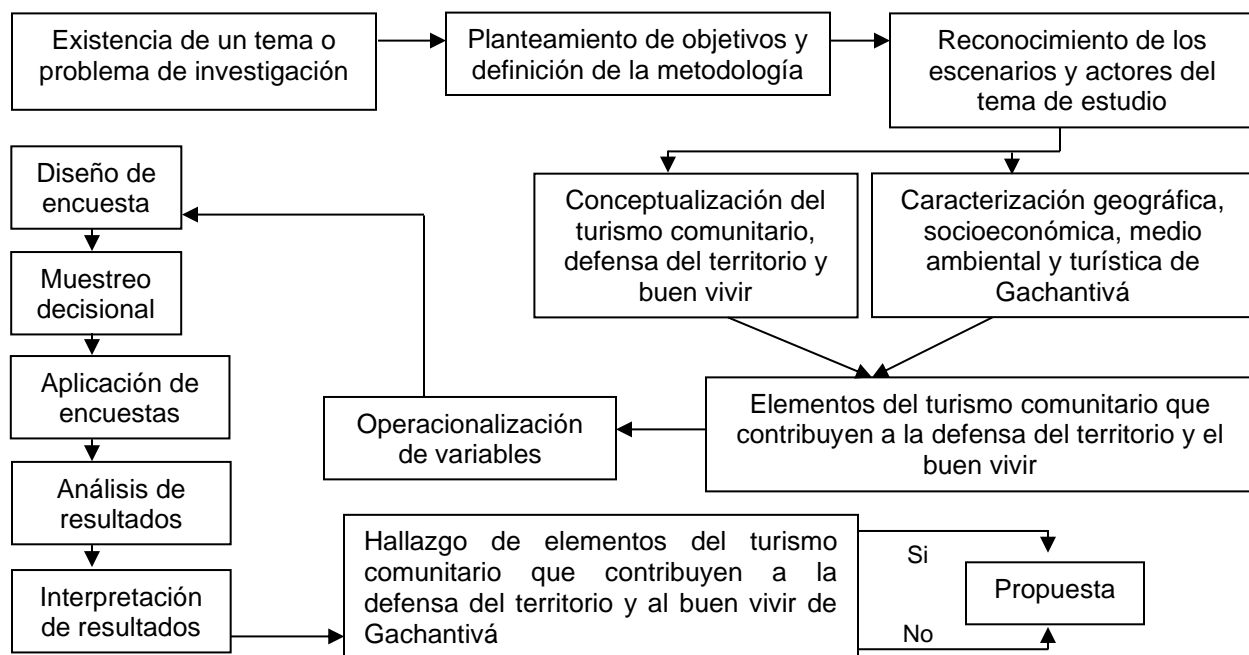 Existencia de un tema o
problema de investigación
Planteamiento de objetivos y
definición de la metodología
Reconocimiento de los
escenarios y actores del
tema de estudio
Conceptualización del
turismo comunitario,
defensa del territorio y
buen vivir
Caracterización geográfica,
socioeconómica, medio
ambiental y turística de
Gachantivá
Elementos del turismo comunitario que
contribuyen a la defensa del territorio y el
buen vivir
Operacionalización
de variables
Diseño de
encuesta
Muestreo
decisional
Aplicación de
encuestas
Análisis de
resultados
Interpretación
de resultados
Hallazgo de elementos del turismo
comunitario que contribuyen a la
defensa del territorio y al buen vivir de
Gachantivá
Si
No
Propuesta